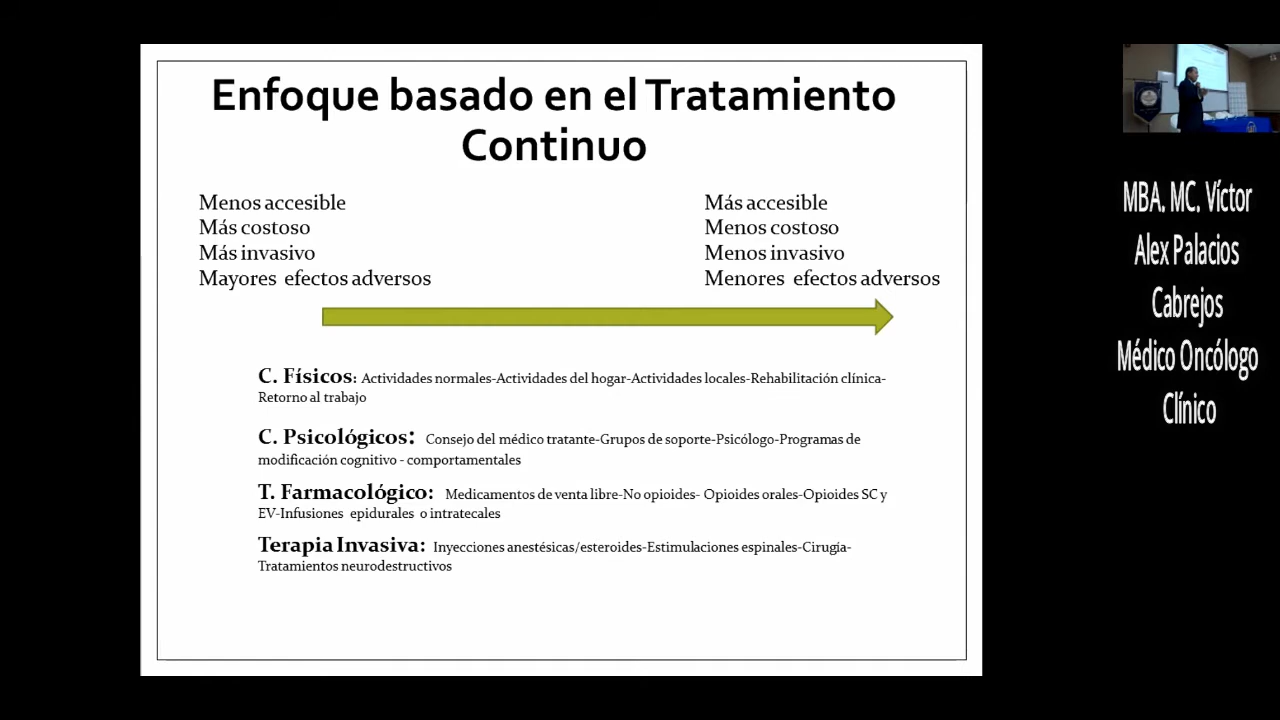 Enfoque basado en el Tratamiento
Continuo
Menos accesible
Más costoso
Más invasivo
Mayores efectos adversos
Más accesible
Menos costoso
Menos invasivo
Menores efectos adversos
C. Físicos: Actividades normales-Actividades del hogar-Actividades locales-Rehabilitación clínica-
Retorno al trabajo
C. Psicológicos: Consejo del médico tratante-Grupos de soporte-Psicólogo-Programas de
modificación cognitivo - comportamentales
T. Farmacológico: Medicamentos de venta libre-No opioides- Opioides orales-Opioides SC y
EV-Infusiones epidurales o intratecales
Terapia Invasiva: Inyecciones anestésicas/esteroides-Estimulaciones espinales-Cirugía-
Tratamientos neurodestructivos
MBA. MC. Víctor
Alex Palacios
Cabrejos
Médico Oncólogo
Clínico